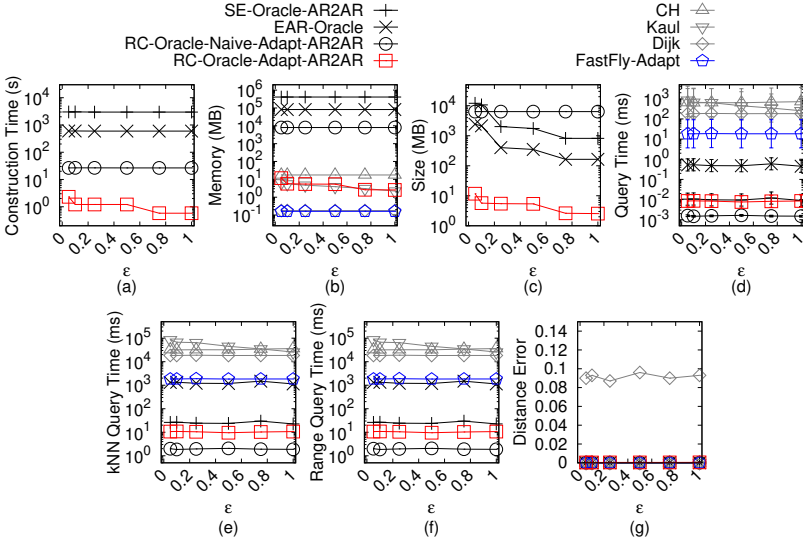 SE-Oracle-AR2AR
EAR-Oracle
RC-Oracle-Naive-Adapt-AR2AR
RC-Oracle-Adapt-AR2AR
CH
Kaul
Dijk
FastFly-Adapt
Construction Time (s)
10^4
10^3
10^2
10^1
10^0
0 0.2 0.4 0.6 0.8 1
ε
(a)
Memory (MB)
10^6
10^5
10^4
10^3
10^2
10^1
10^0
10^-1
0 0.2 0.4 0.6 0.8 1
ε
(b)
Size (MB)
10^4
10^3
10^2
10^1
10^0
0 0.2 0.4 0.6 0.8 1
ε
(c)
Query Time (ms)
10^3
10^2
10^1
10^0
10^-1
10^-2
10^-3
0 0.2 0.4 0.6 0.8 1
ε
(d)
kNN Query Time (ms)
10^5
10^4
10^3
10^2
10^1
10^0
0 0.2 0.4 0.6 0.8 1
ε
(e)
Range Query Time (ms)
10^5
10^4
10^3
10^2
10^1
10^0
0 0.2 0.4 0.6 0.8 1
ε
(f)
Distance Error
0.14
0.12
0.1
0.08
0.06
0.04
0.02
0
0 0.2 0.4 0.6 0.8 1
ε
(g)